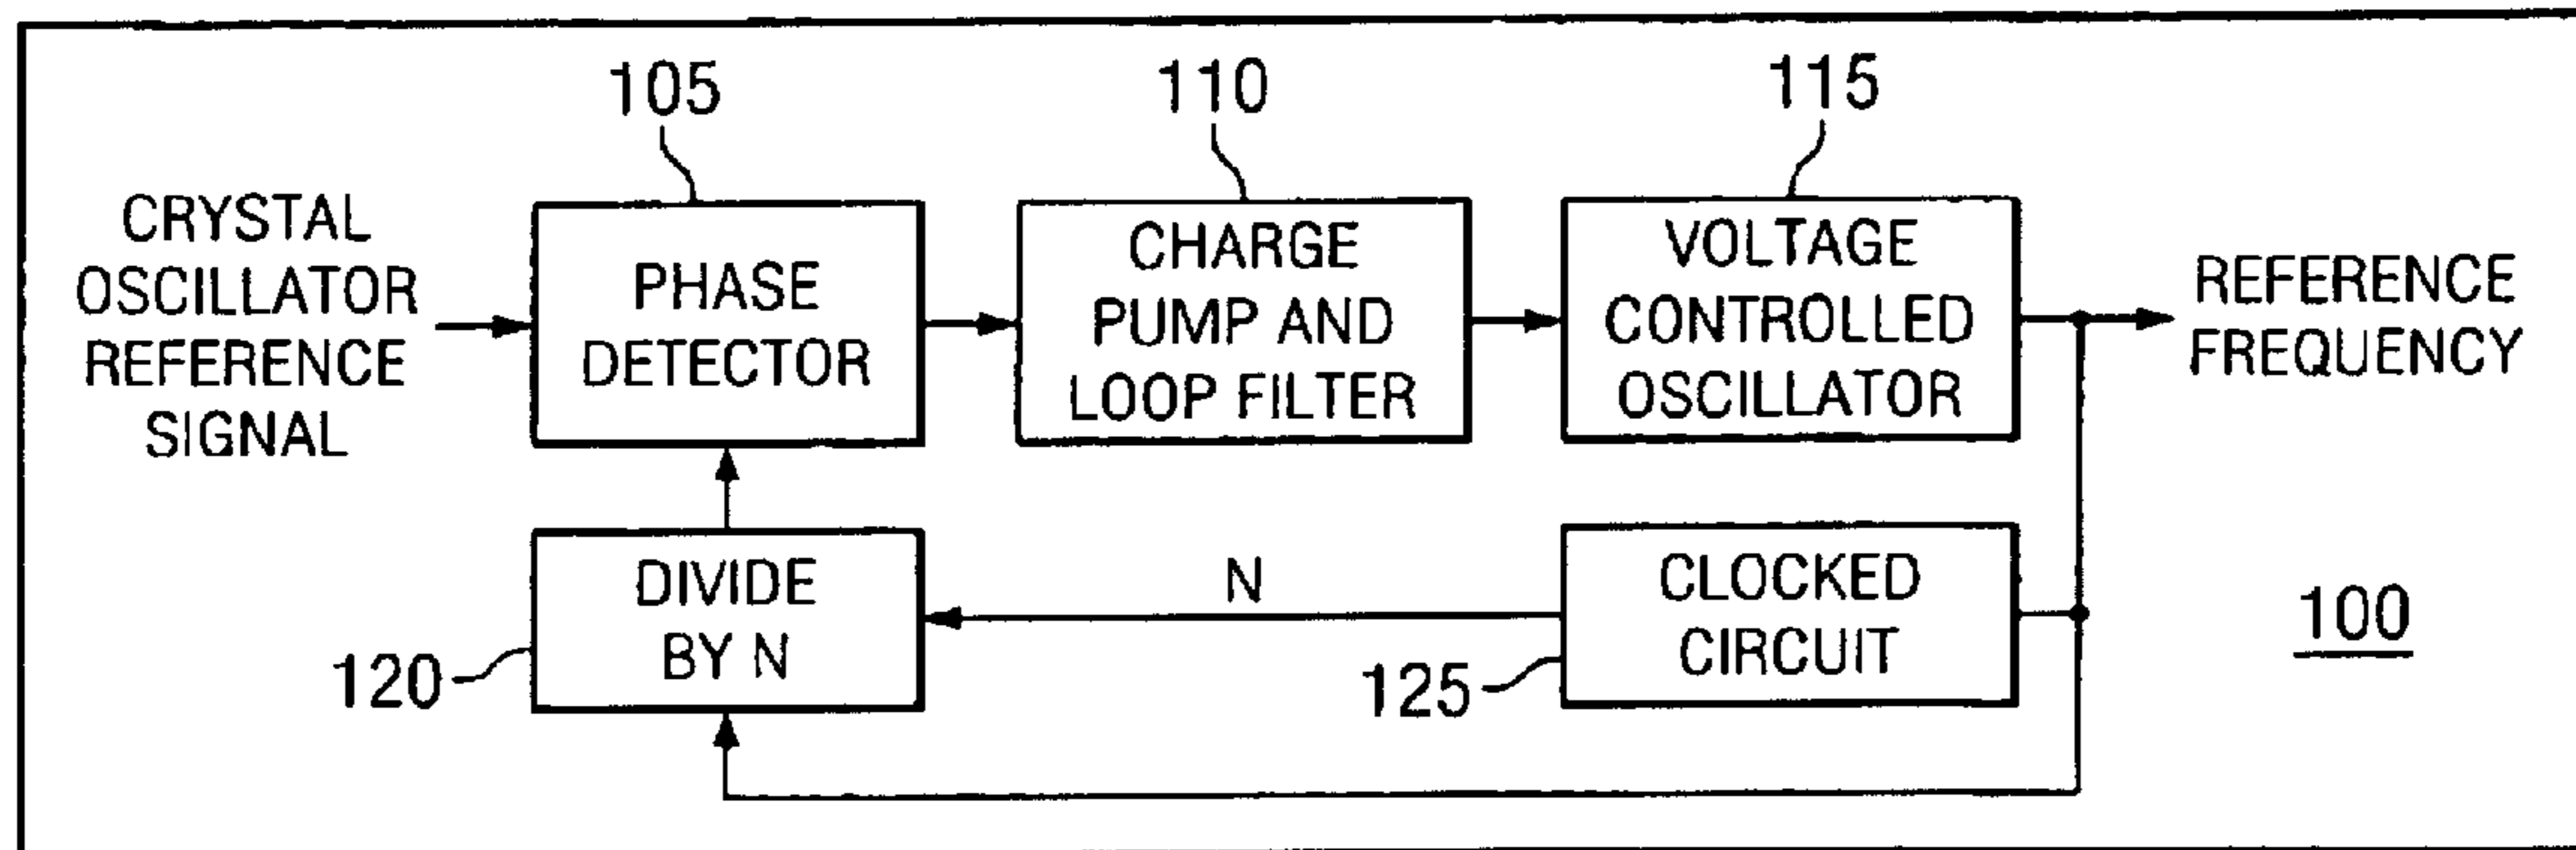 105
110
115
CRYSTAL
OSCILLATOR
REFERENCE
SIGNAL
PHASE
DETECTOR
CHARGE
PUMP AND
LOOP FILTER
VOLTAGE
CONTROLLED
OSCILLATOR
REFERENCE
FREQUENCY
DIVIDE
BY N
120
N
CLOCKED
CIRCUIT
125
100